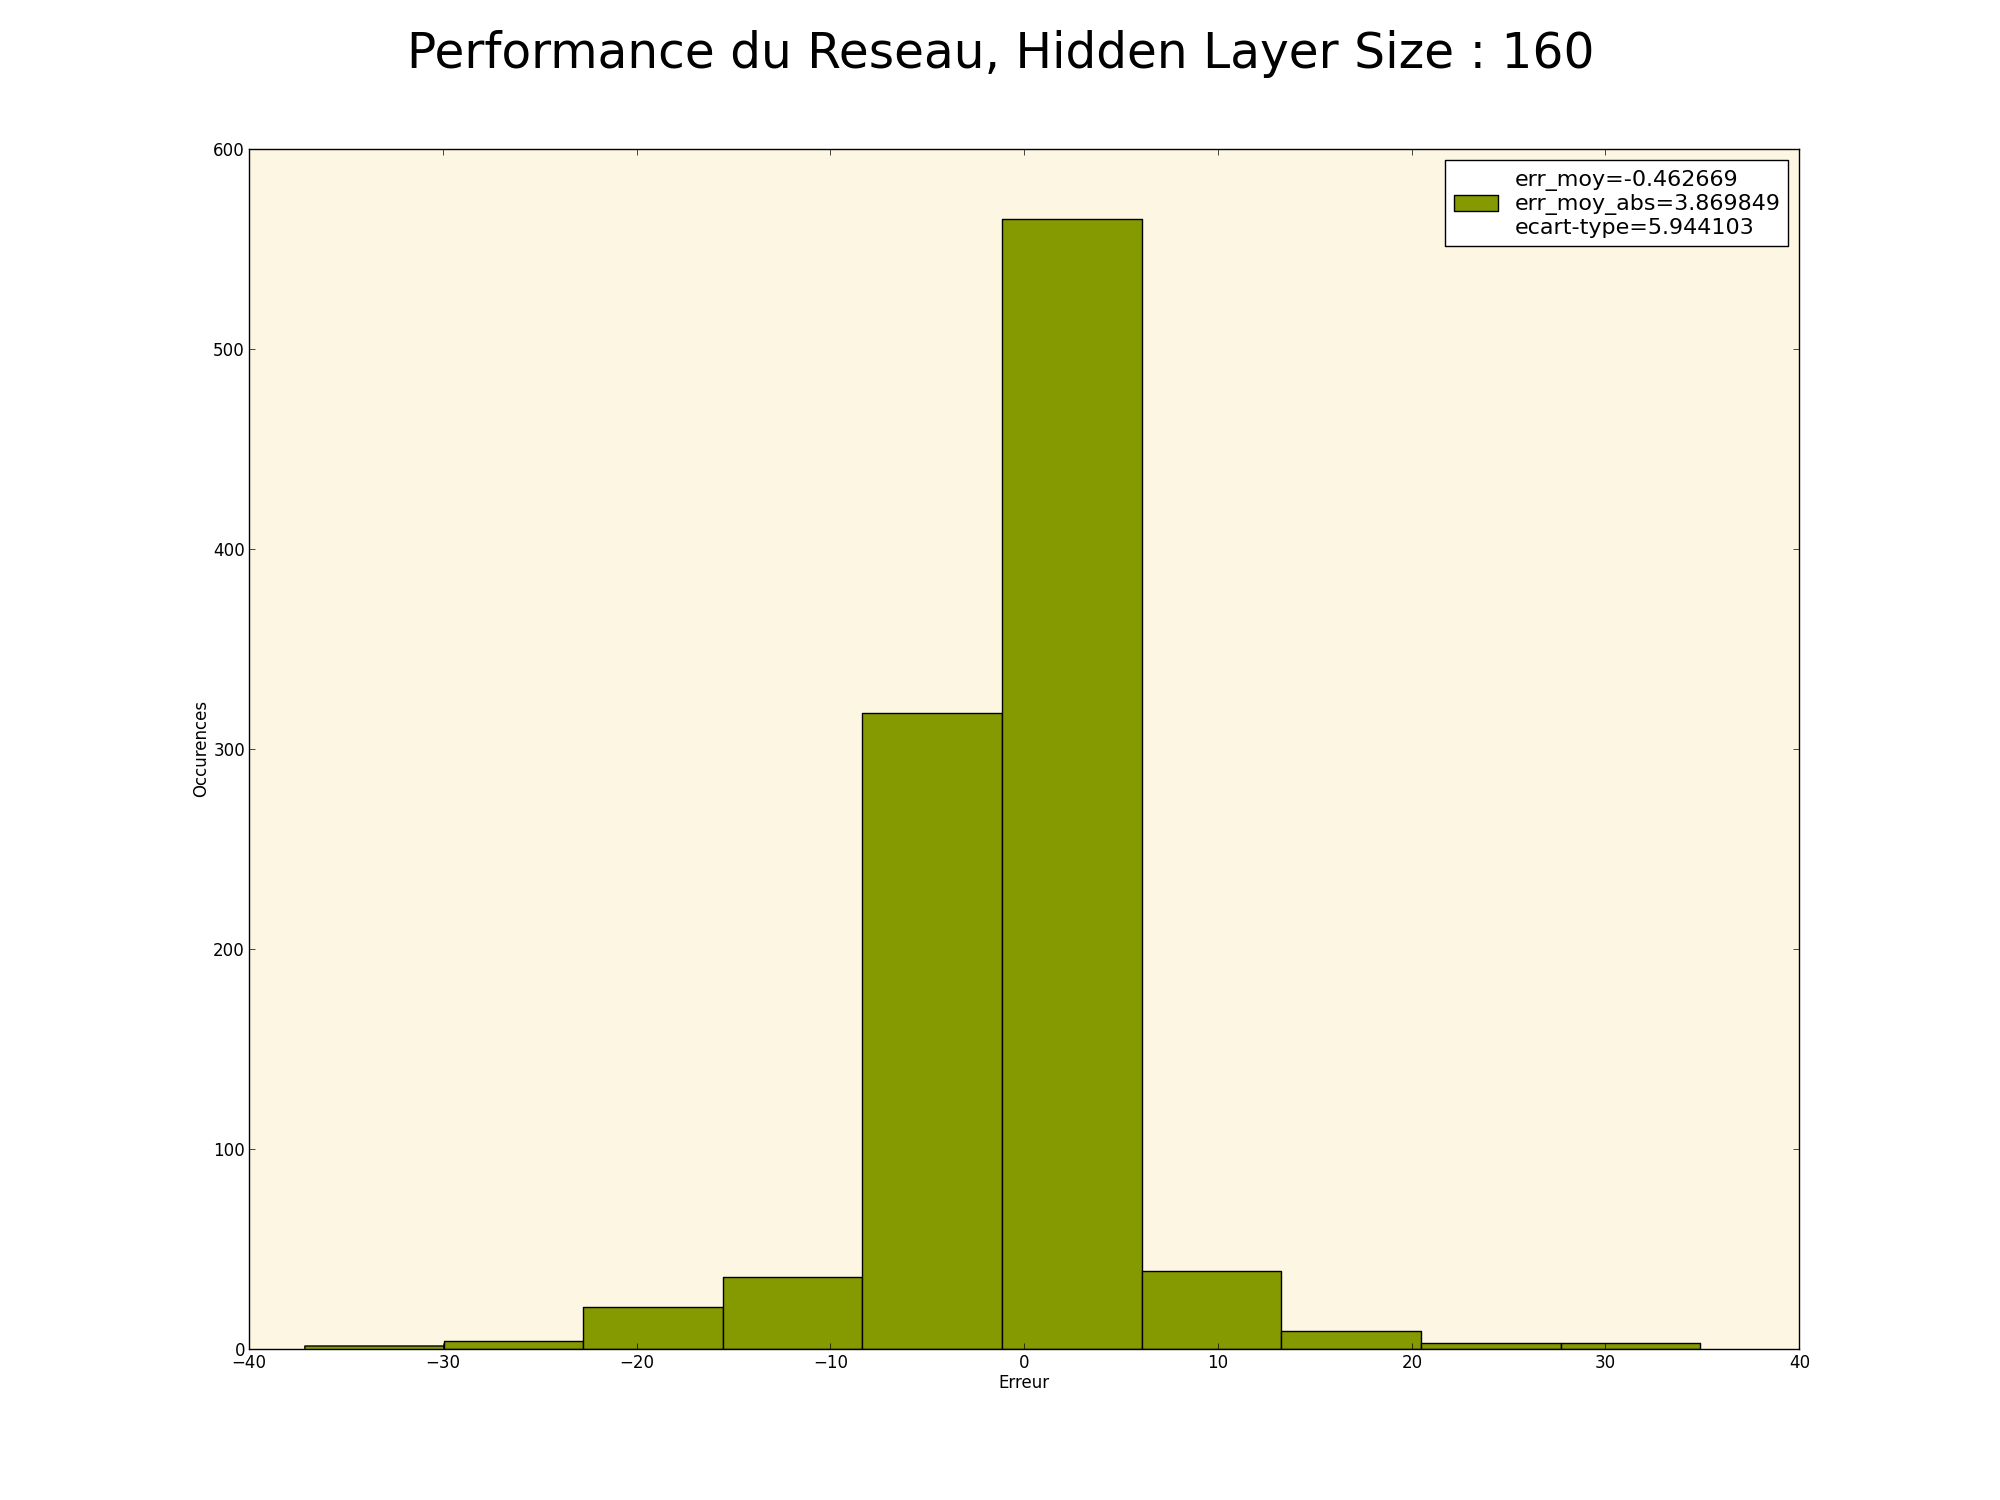 Performance du Reseau, Hidden Layer Size : 160
600
500
400
300
200
100
0
Occurences
err_moy=-0.462669
err_moy_abs=3.869849
ecart-type=5.944103
−40 −30 −20 −10 0 10 20 30 40
Erreur